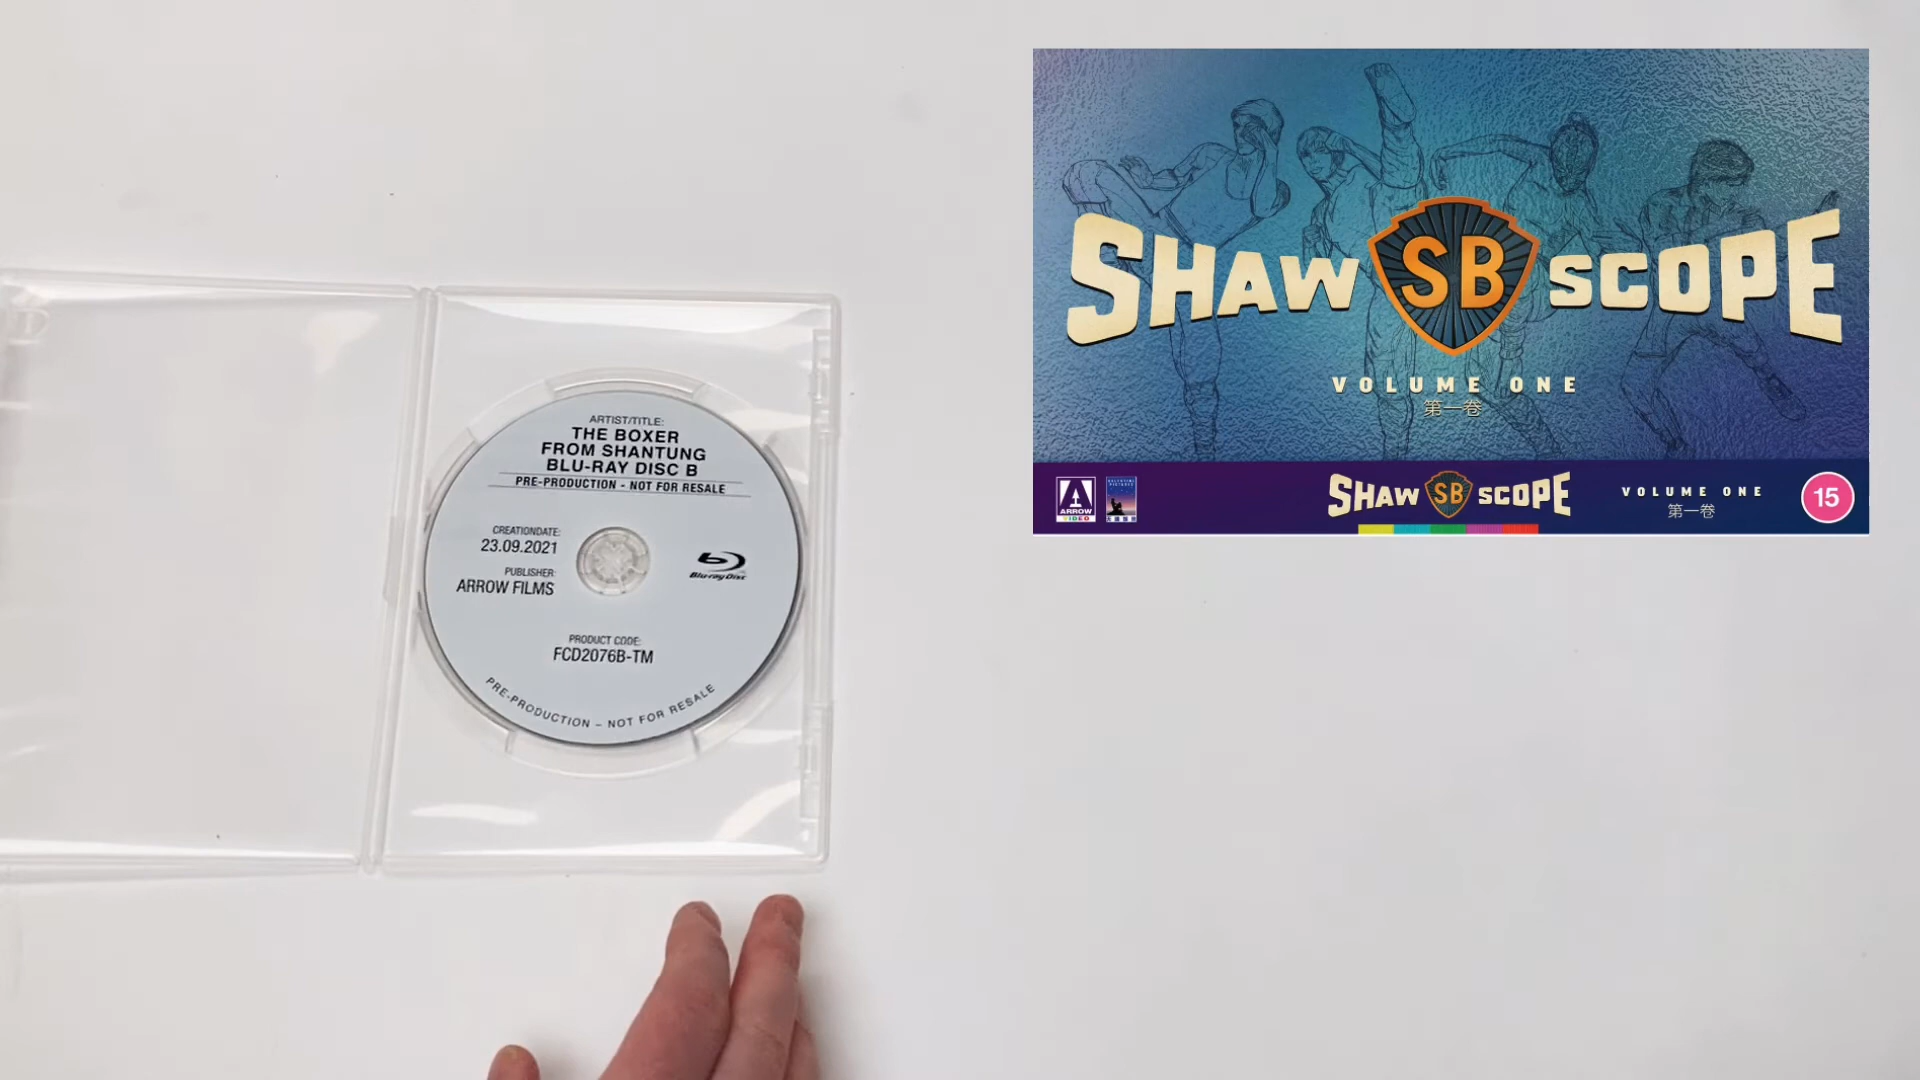 ARTIST/TITLE:
THE BOXER
FROM SHANTUNG
BLU-RAY DISC B
PRE-PRODUCTION - NOT FOR RESALE
CREATIONDATE:
23.09.2021
PUBLISHER:
ARROW FILMS
Blu-ray Disc
PRODUCT CODE:
FCD2076B-TM
PRE-PRODUCTION – NOT FOR RESALE
SHAW SB SCOPE
VOLUME ONE
第一卷
ARROW
VIDEO
SHAW SB SCOPE
VOLUME ONE
第一卷
15